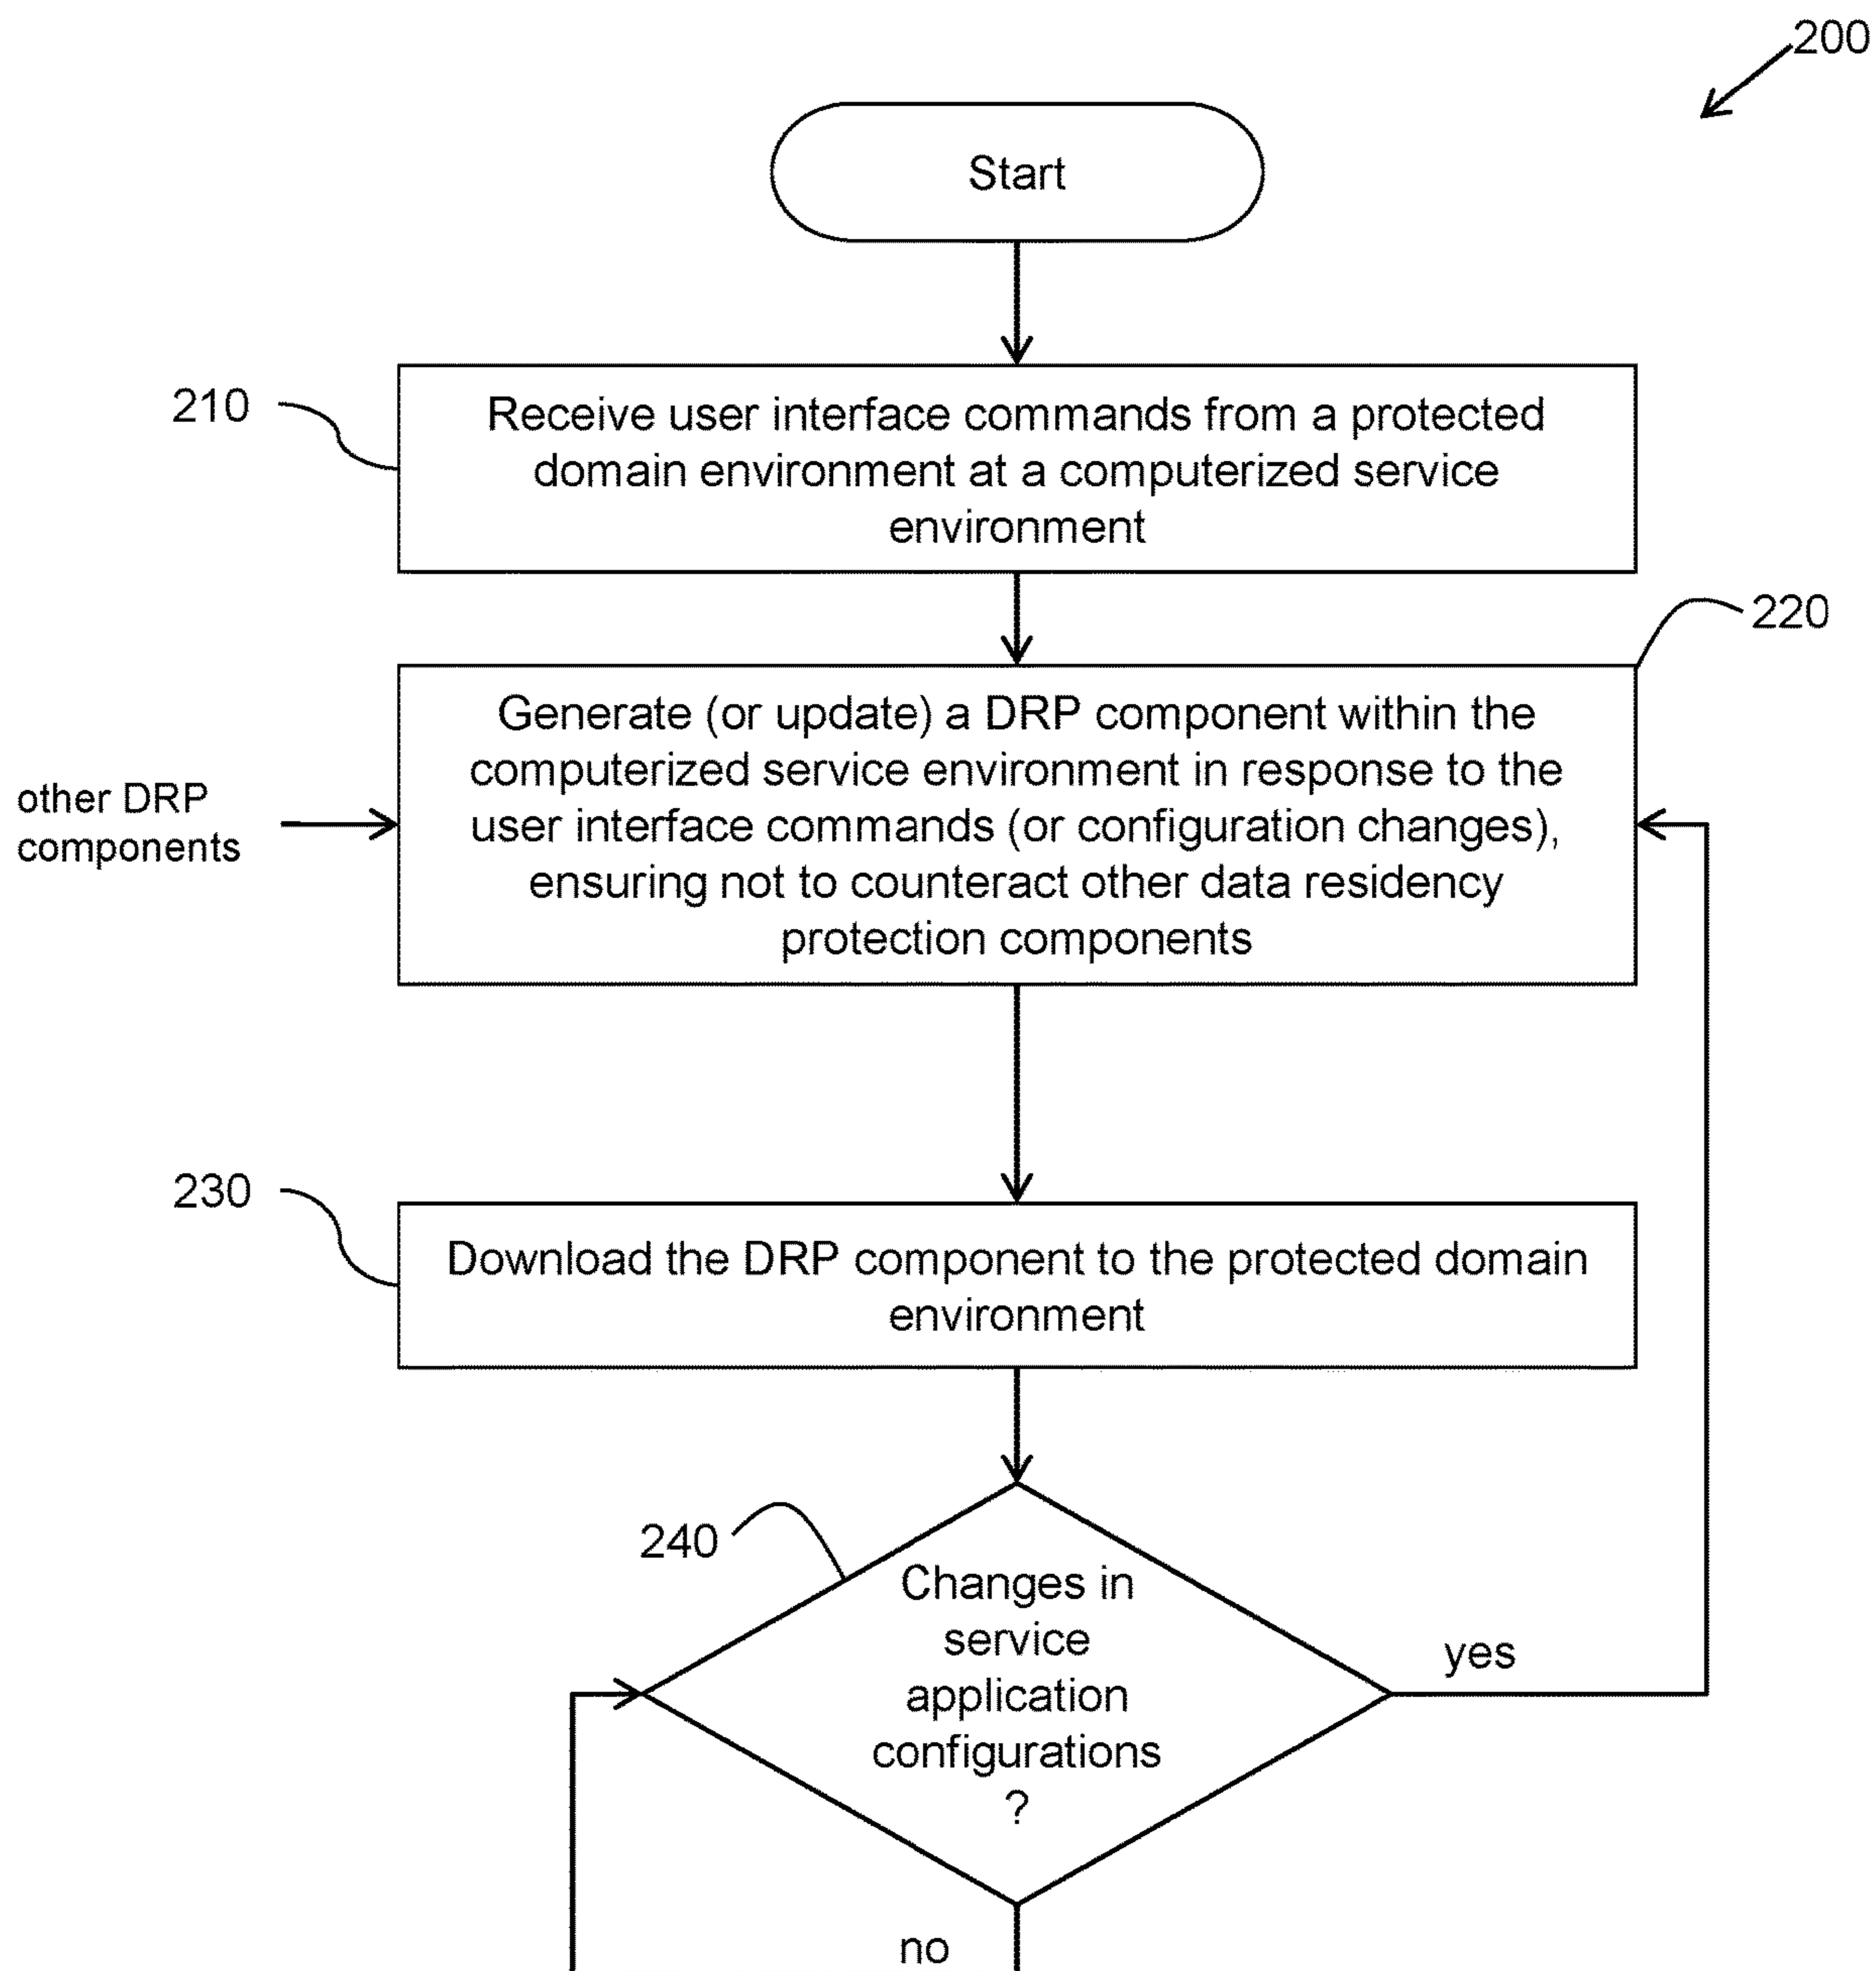 200
Start
210
Receive user interface commands from a protected
domain environment at a computerized service
environment
220
Generate (or update) a DRP component within the
computerized service environment in response to the
user interface commands (or configuration changes),
ensuring not to counteract other data residency
protection components
other DRP
components
230
Download the DRP component to the protected domain
environment
240
Changes in
service
application
configurations
?
yes
no